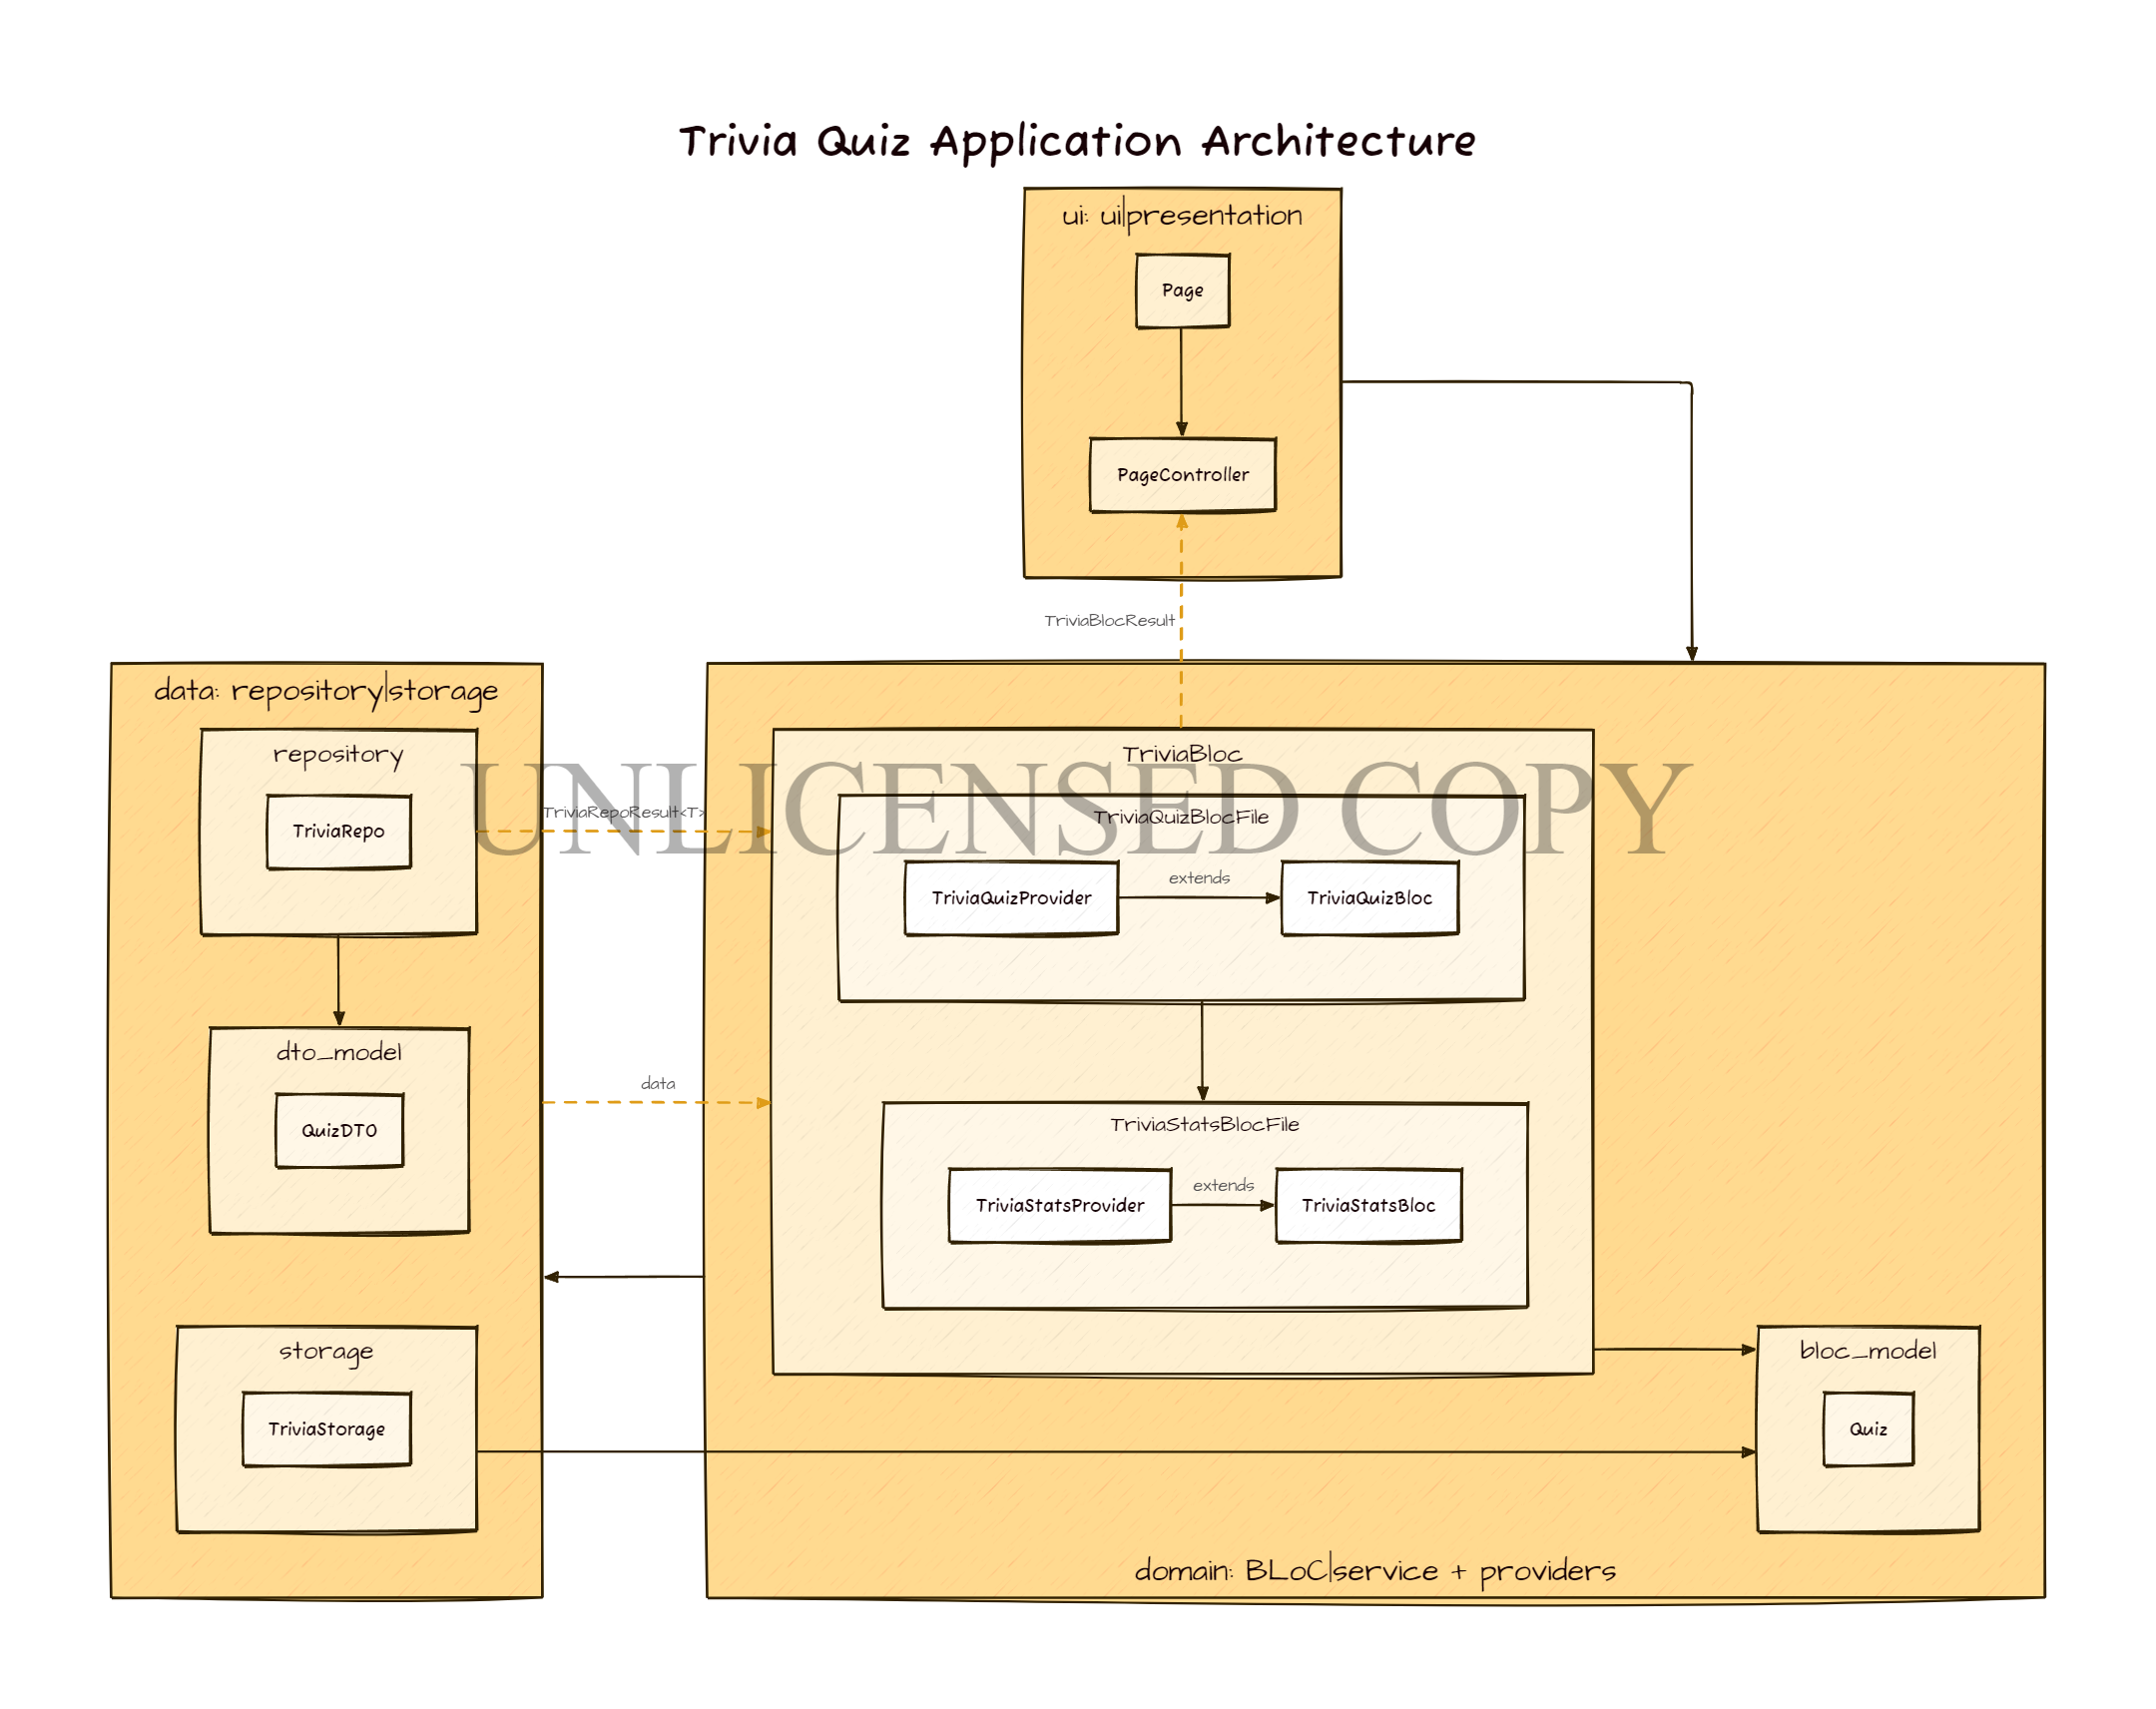 Trivia Quiz Application Architecture
ui: ui|presentation
Page
PageController
TriviaBlocResult
data: repository|storage
repository
TriviaRepo
TriviaRepoResult<T>
dto_model
QuizDTO
data
storage
TriviaStorage
TriviaBloc
UNLICENSED COPY
TriviaQuizBlocFile
TriviaQuizProvider
extends
TriviaQuizBloc
TriviaStatsBlocFile
TriviaStatsProvider
extends
TriviaStatsBloc
bloc_model
Quiz
domain: BLoC|service + providers